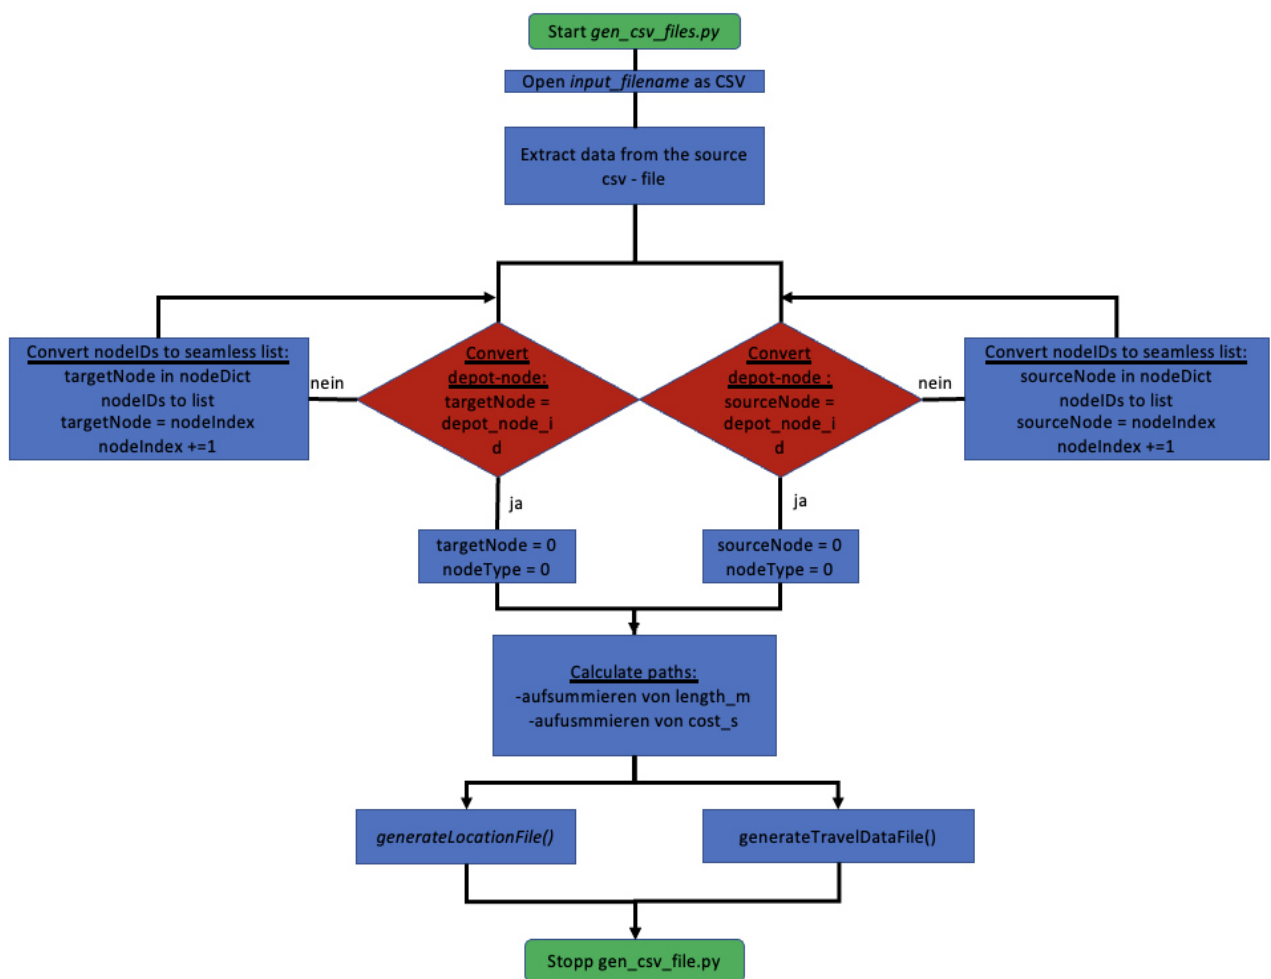 Start gen_csv_files.py
Open input_filename as CSV
Extract data from the source
csv - file
Convert nodeIDs to seamless list:
targetNode in nodeDict
nodeIDs to list
targetNode = nodeIndex
nodeIndex +=1
nein
Convert
depot-node:
targetNode =
depot_node_i
d
Convert
depot-node :
sourceNode =
depot_node_i
d
nein
Convert nodeIDs to seamless list:
sourceNode in nodeDict
nodeIDs to list
sourceNode = nodeIndex
nodeIndex +=1
ja
ja
targetNode = 0
nodeType = 0
sourceNode = 0
nodeType = 0
Calculate paths:
-aufsummieren von length_m
-aufusmmieren von cost_s
generateLocationFile()
generateTravelDataFile()
Stopp gen_csv_file.py